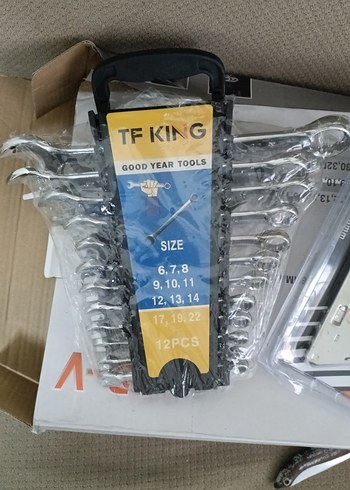 TF KING
GOOD YEAR TOOLS
SIZE
6, 7, 8
9, 10, 11
12, 13, 14
17, 19, 22
12PCS